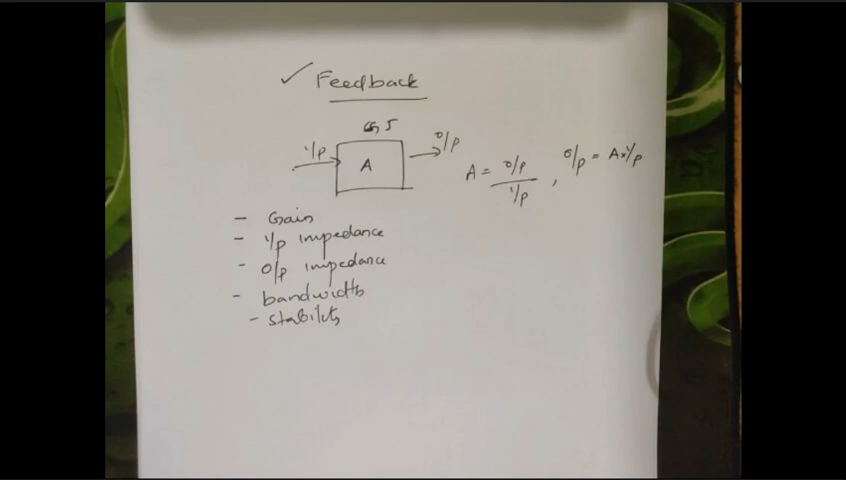 ✓ Feedback
i/p A o/p
A = o/p / i/p , o/p = A x i/p
- Gain
- i/p impedance
- o/p impedance
- bandwidth
- stability